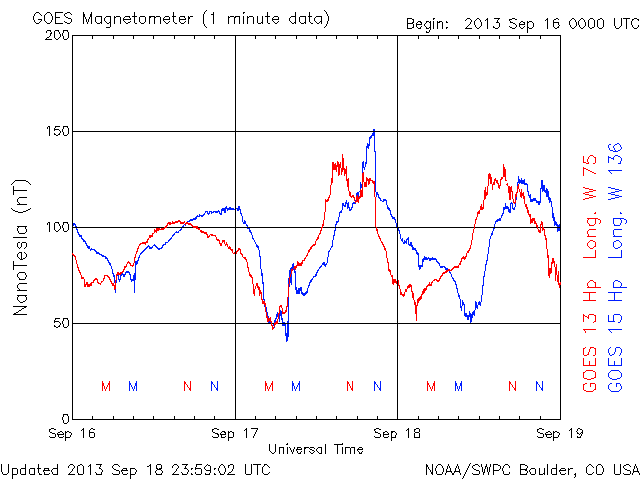 GOES Magnetometer (1 minute data)
Begin: 2013 Sep 16 0000 UTC
200
150
100
50
0
NanoTesla (nT)
M M N N M M N N M M N N
Sep 16 Sep 17 Sep 18 Sep 19
Universal Time
GOES 13 Hp Long. W 75
GOES 15 Hp Long. W 136
Updated 2013 Sep 18 23:59:02 UTC
NOAA/SWPC Boulder, CO USA